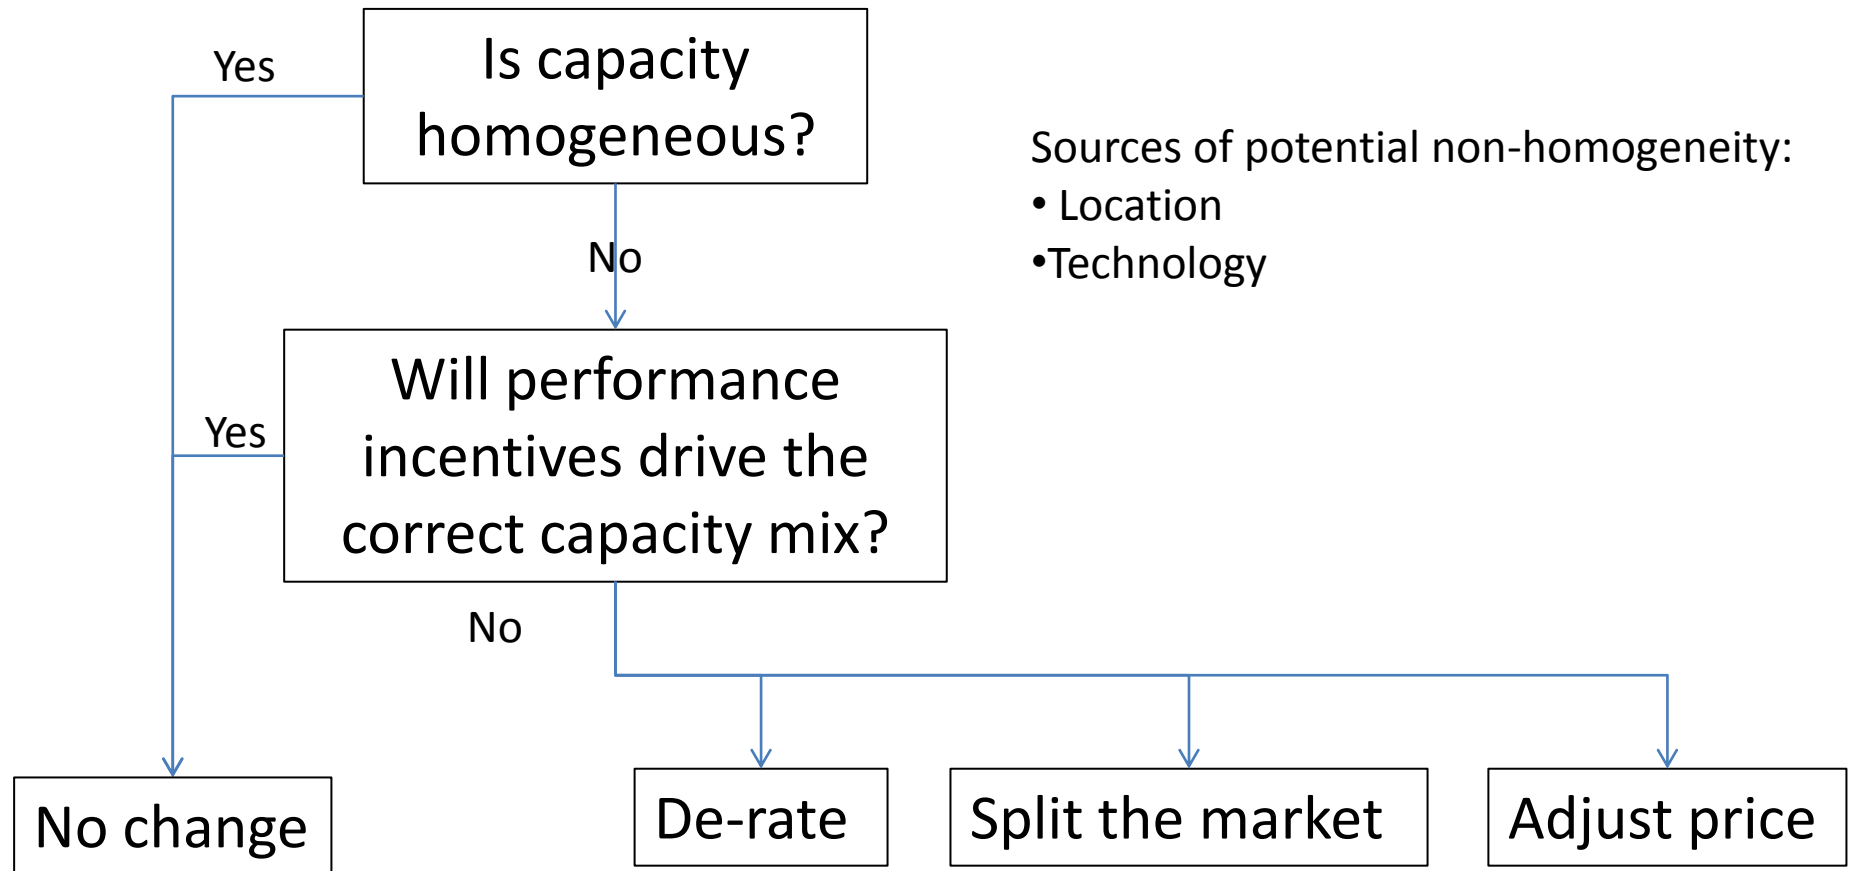 Yes
Is capacity
homogeneous?
Sources of potential non-homogeneity:
• Location
•Technology
No
Will performance
incentives drive the
correct capacity mix?
Yes
No
No change
De-rate
Split the market
Adjust price